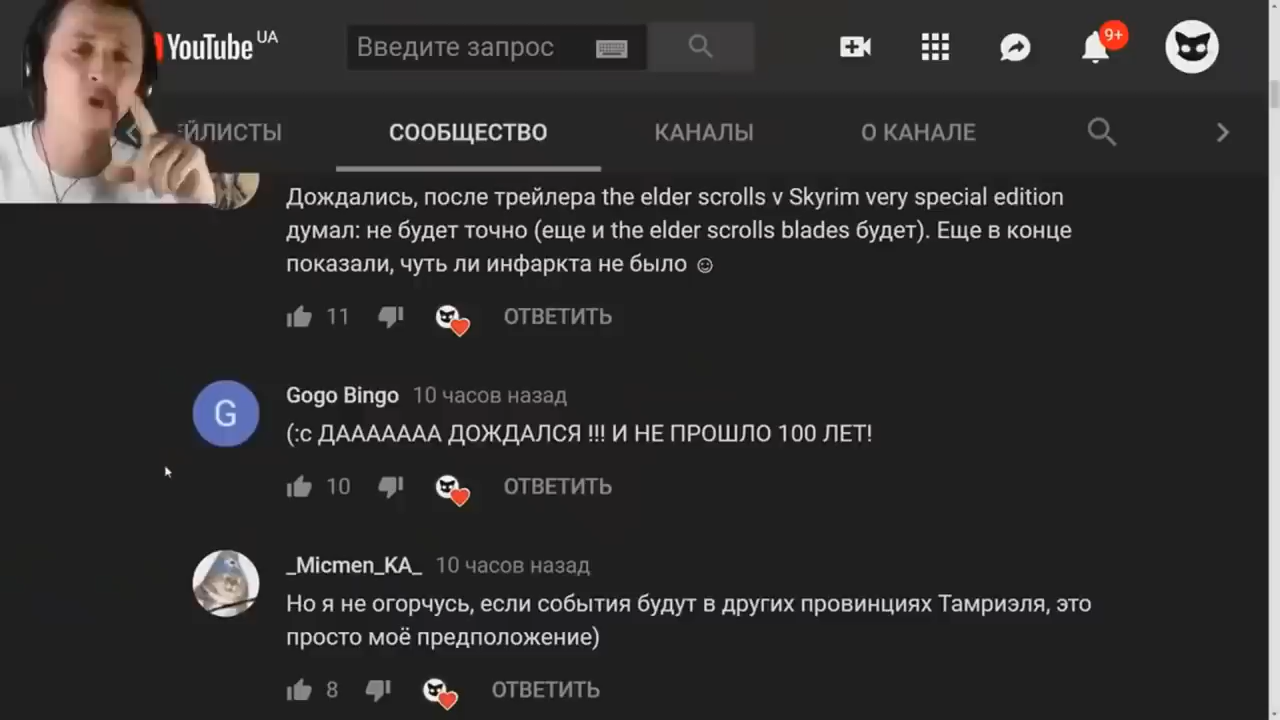 YouTube UA
Введите запрос
9+
ЕЙЛИСТЫ
СООБЩЕСТВО
КАНАЛЫ
О КАНАЛЕ
Дождались, после трейлера the elder scrolls v Skyrim very special edition
думал: не будет точно (еще и the elder scrolls blades будет). Еще в конце
показали, чуть ли инфаркта не было ☺
11 ОТВЕТИТЬ
G
Gogo Bingo 10 часов назад
(:с ДААААААА ДОЖДАЛСЯ !!! И НЕ ПРОШЛО 100 ЛЕТ!
10 ОТВЕТИТЬ
_Micmen_KA_ 10 часов назад
Но я не огорчусь, если события будут в других провинциях Тамриэля, это
просто моё предположение)
8 ОТВЕТИТЬ